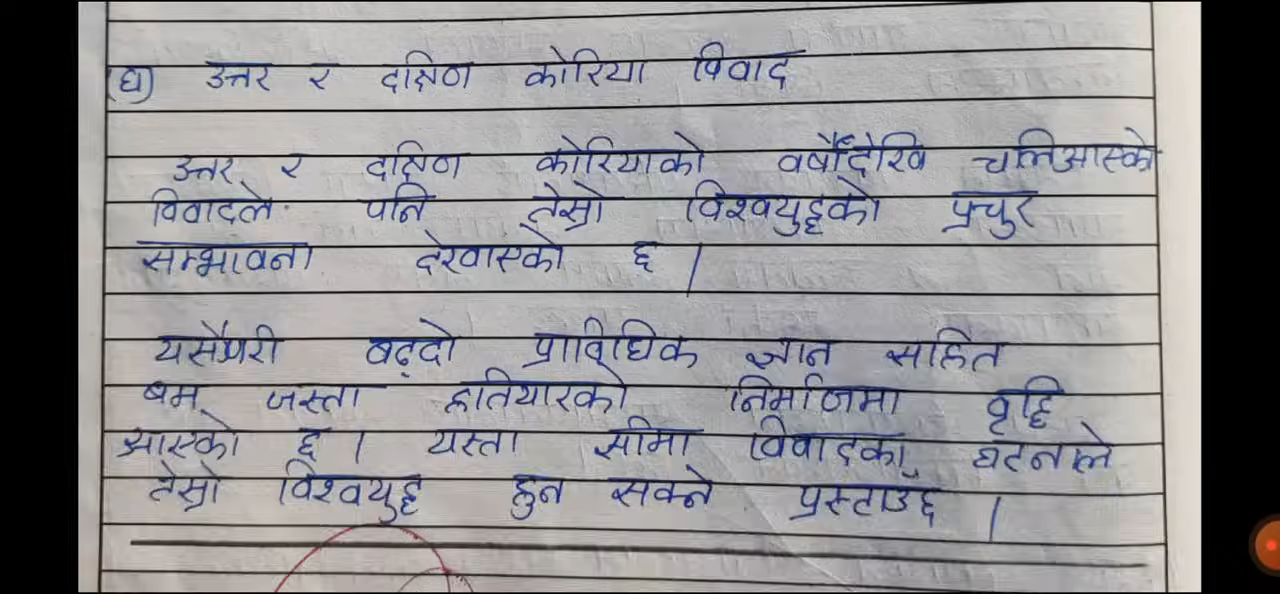 (घ) उत्तर र दक्षिण कोरिया विवाद
उत्तर र दक्षिण कोरियाको वर्षौंदेखि चलिआएको
विवादले पनि तेस्रो विश्वयुद्धको प्रचुर
सम्भावना देखाएको छ ।
यसैगरी बढ्दो प्राविधिक ज्ञान सहित
बम जस्ता हतियारको निर्माणमा वृद्धि
आएको छ । यस्ता सीमा विवादका घटनाले
तेस्रो विश्वयुद्ध हुन सक्ने प्रस्टाउछ ।